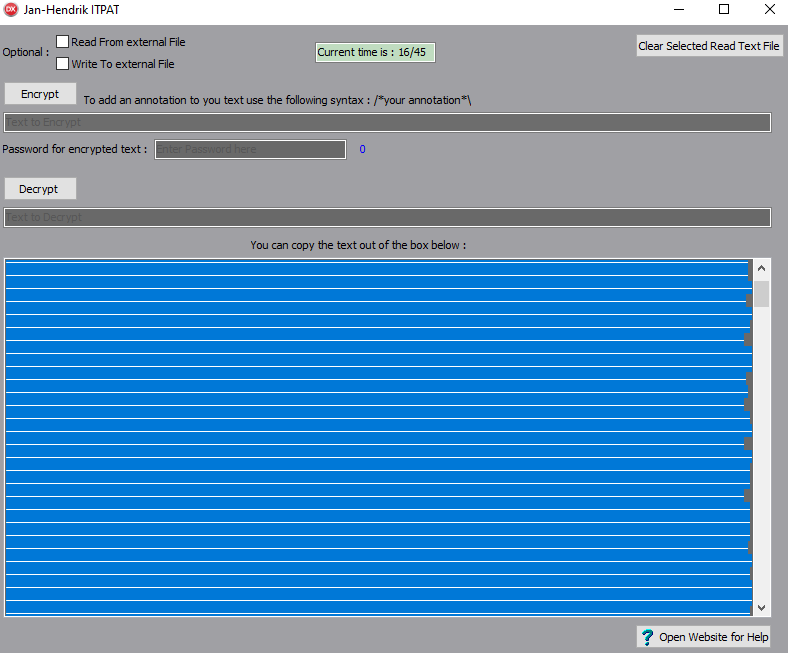 DX Jan-Hendrik ITPAT
Optional :
Read From external File
Write To external File
Current time is : 16/45
Clear Selected Read Text File
Encrypt
To add an annotation to you text use the following syntax : /*your annotation*\
Text to Encrypt
Password for encrypted text :
Enter Password here
0
Decrypt
Text to Decrypt
You can copy the text out of the box below :
? Open Website for Help